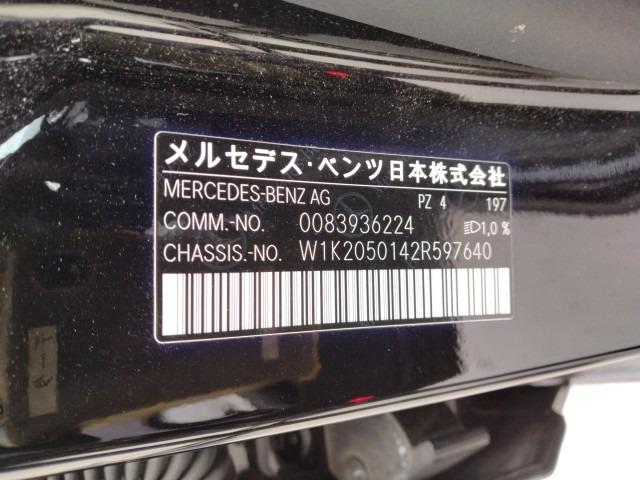 メルセデス・ベンツ日本株式会社
MERCEDES-BENZ AG PZ 4 197
COMM.-NO. 0083936224 1,0 %
CHASSIS.-NO. W1K2050142R597640